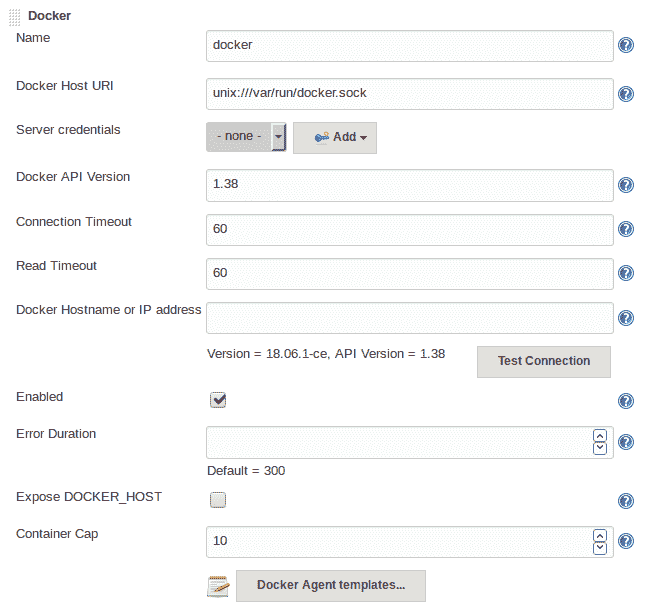 Docker
Name
docker
Docker Host URI
unix:///var/run/docker.sock
Server credentials
- none -
Add
Docker API Version
1.38
Connection Timeout
60
Read Timeout
60
Docker Hostname or IP address
Version = 18.06.1-ce, API Version = 1.38
Test Connection
Enabled
Error Duration
Default = 300
Expose DOCKER_HOST
Container Cap
10
Docker Agent templates...